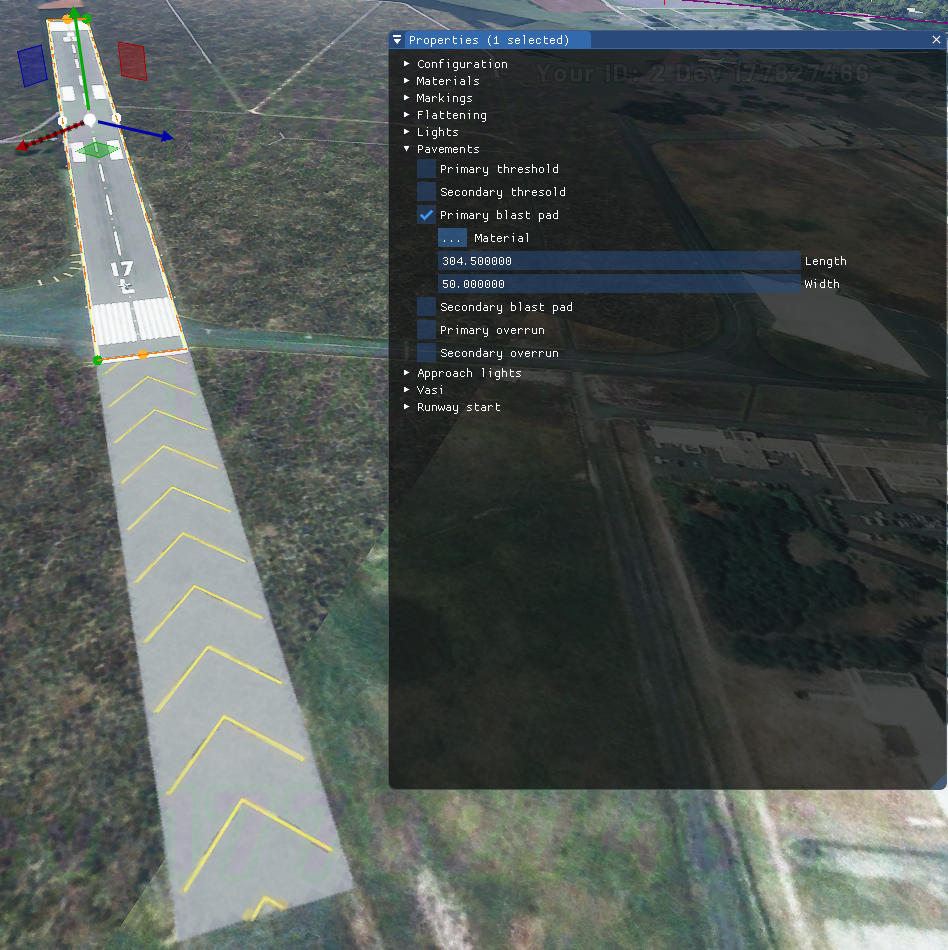 Properties (1 selected)
Your ID: 2 Dev 177827466
Configuration
Materials
Markings
Flattening
Lights
Pavements
Primary threshold
Secondary thresold
Primary blast pad
... Material
304.500000 Length
50.000000 Width
Secondary blast pad
Primary overrun
Secondary overrun
Approach lights
Vasi
Runway start
17
L